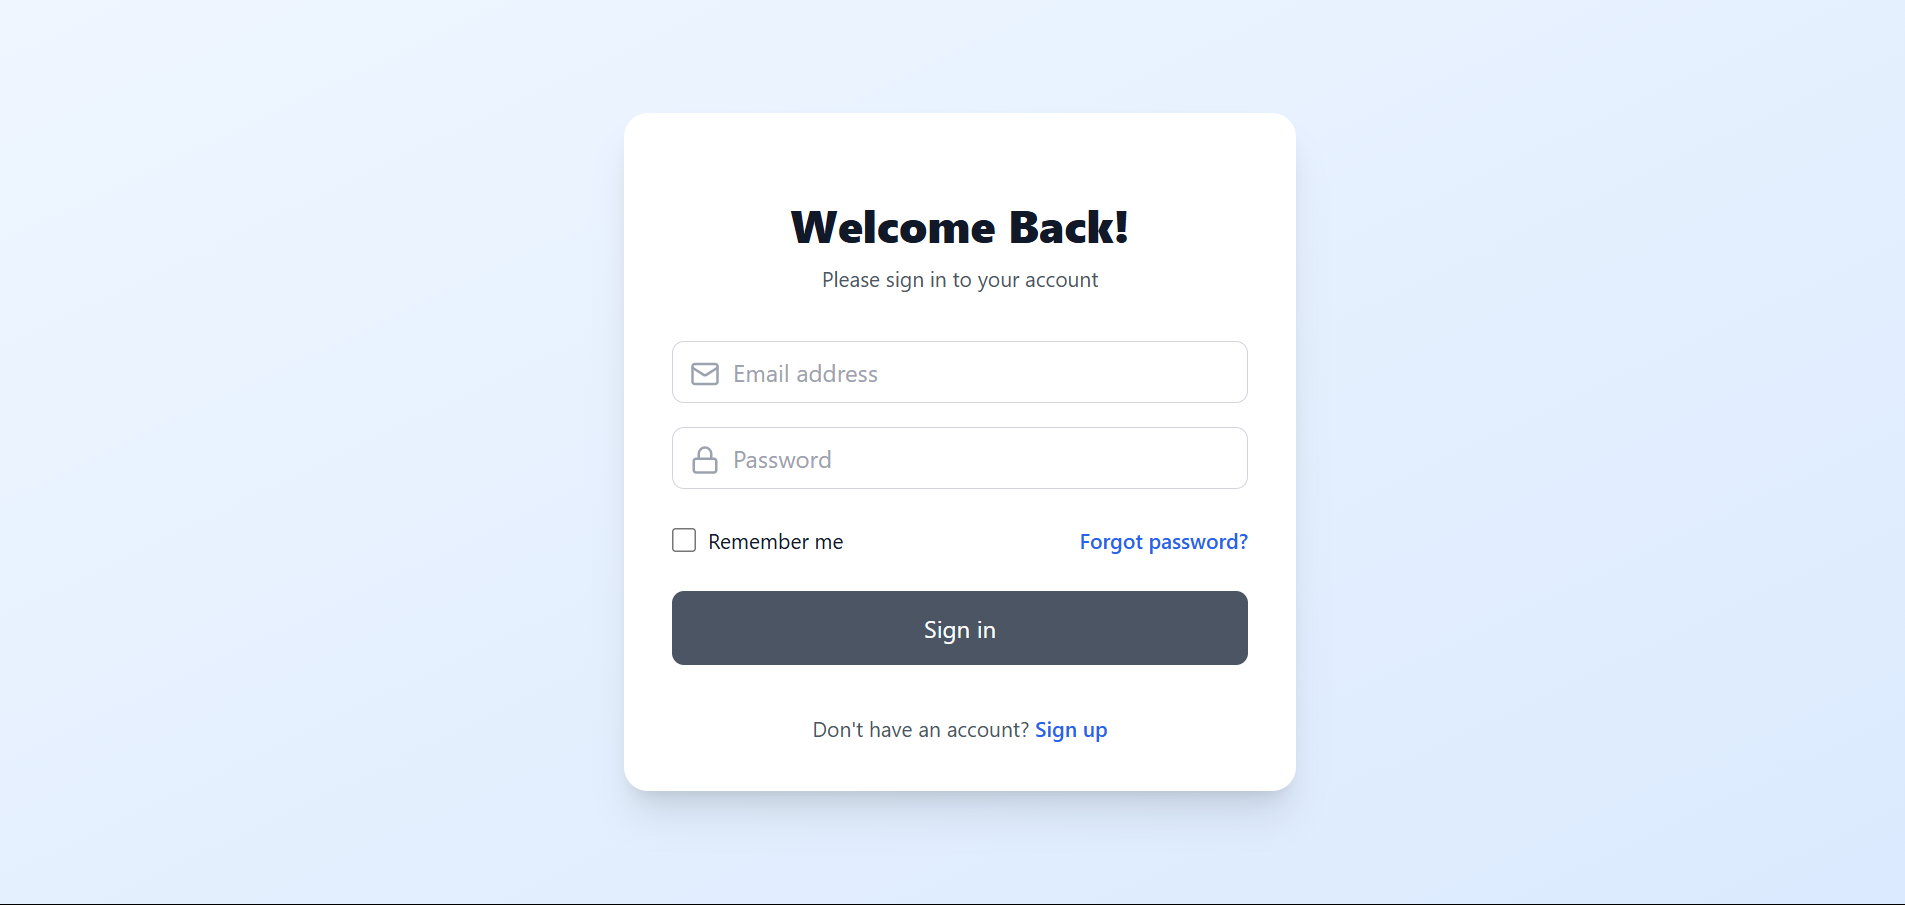 Welcome Back!
Please sign in to your account
Email address
Password
Remember me
Forgot password?
Sign in
Don't have an account? Sign up